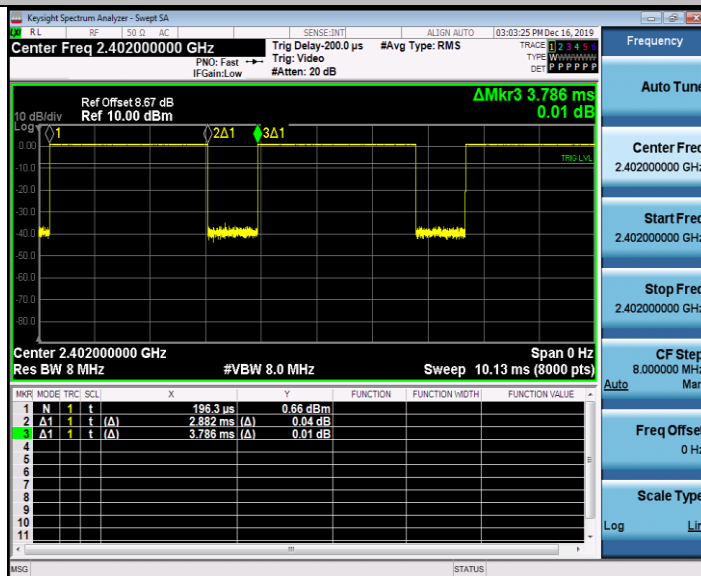 Keysight Spectrum Analyzer - Swept SA
RL RF 50 Ω AC SENSE:INT ALIGN AUTO 03:03:25 PM Dec 16, 2019
Center Freq 2.402000000 GHz Trig Delay-200.0 µs #Avg Type: RMS TRACE 1 2 3 4 5 6
PNO: Fast Trig: Video TYPE WWWWWW
IFGain:Low #Atten: 20 dB DET P P P P P P
ΔMkr3 3.786 ms
0.01 dB
Ref Offset 8.67 dB
10 dB/div Ref 10.00 dBm
Log
1 2Δ1 3Δ1
0.00
TRIG LVL
-10.0
-20.0
-30.0
-40.0
-50.0
-60.0
-70.0
-80.0
Center 2.402000000 GHz Span 0 Hz
Res BW 8 MHz #VBW 8.0 MHz Sweep 10.13 ms (8000 pts)
MKR MODE TRC SCL X Y FUNCTION FUNCTION WIDTH FUNCTION VALUE
1 N 1 t 196.3 µs 0.66 dBm
2 Δ1 1 t (Δ) 2.882 ms (Δ) 0.04 dB
3 Δ1 1 t (Δ) 3.786 ms (Δ) 0.01 dB
4
5
6
7
8
9
10
11
MSG STATUS
Frequency
Auto Tune
Center Freq
2.402000000 GHz
Start Freq
2.402000000 GHz
Stop Freq
2.402000000 GHz
CF Step
8.000000 MHz
Auto Man
Freq Offset
0 Hz
Scale Type
Log Lin